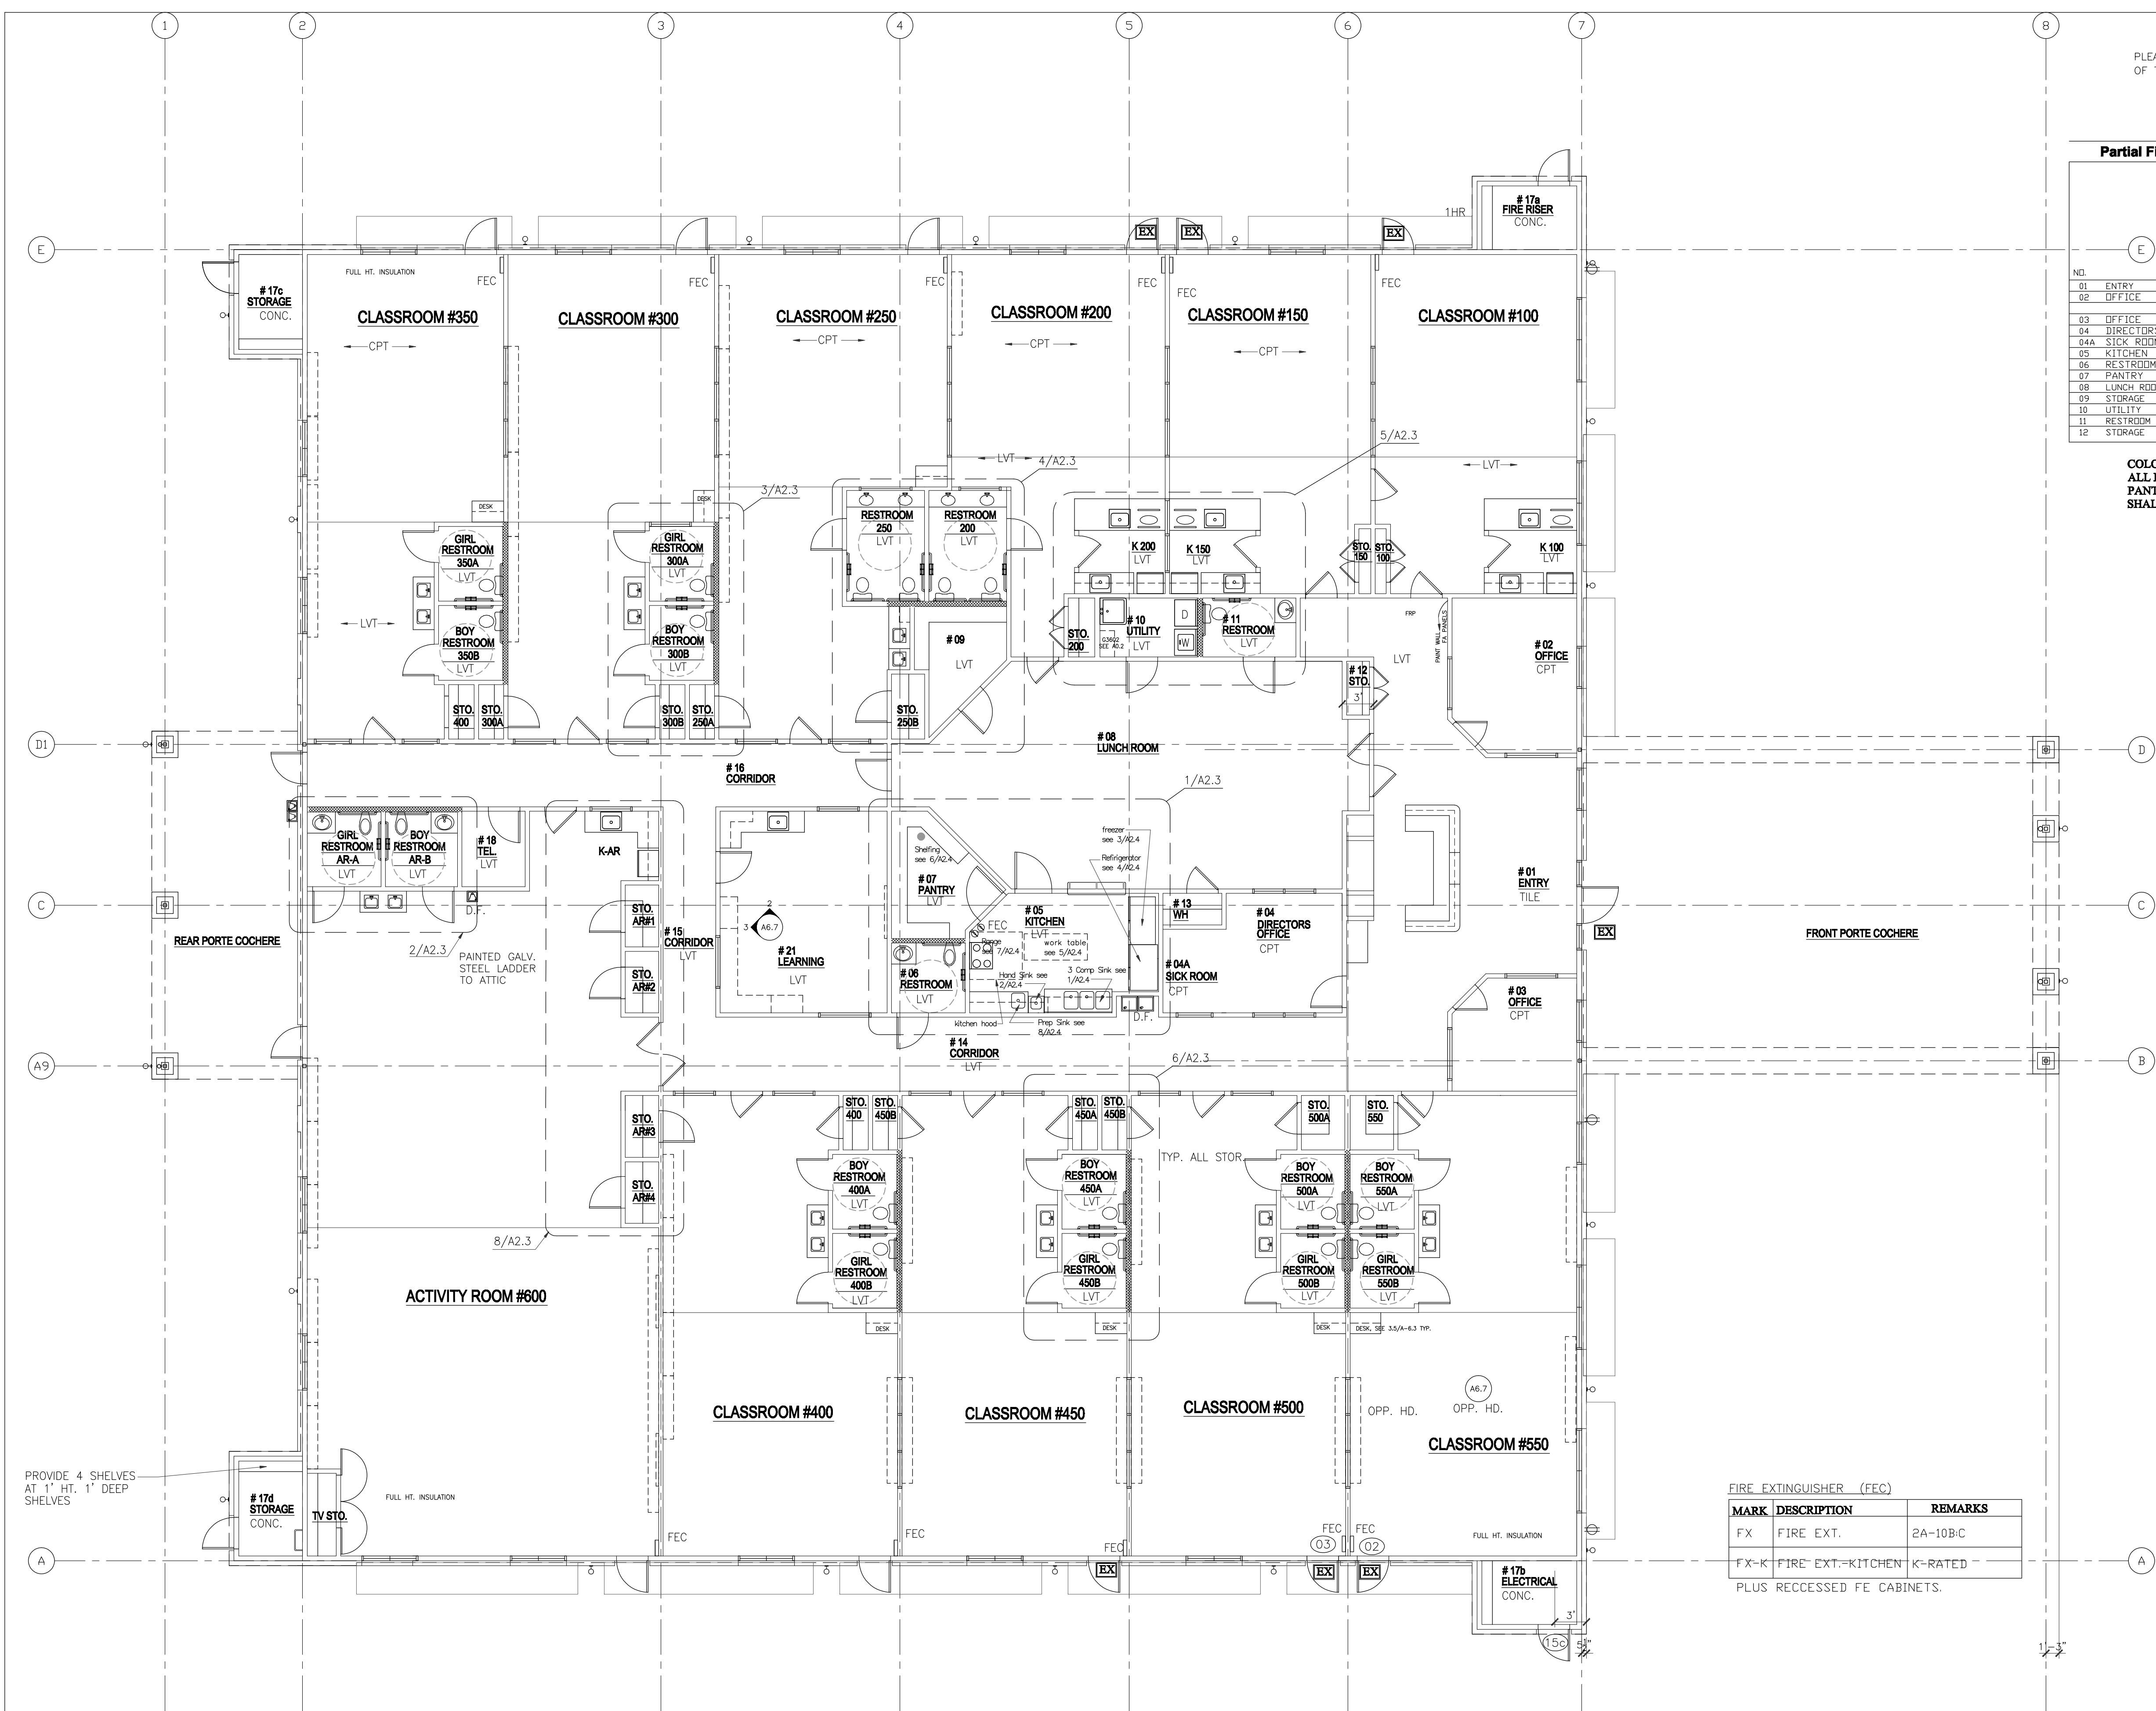 1
2
3
4
5
6
7
8
PLEA
OF T
Partial Fi
NO.
01 ENTRY
02 OFFICE
03 OFFICE
04 DIRECTORS
04A SICK ROOM
05 KITCHEN
06 RESTROOM
07 PANTRY
08 LUNCH ROO
09 STORAGE
10 UTILITY
11 RESTROOM
12 STORAGE
COLO
ALL I
PANT
SHAL
# 17a
FIRE RISER
CONC.
1HR
EX
EX
EX
E
E
# 17c
STORAGE
CONC.
FULL HT. INSULATION
FEC
FEC
FEC
FEC
FEC
CLASSROOM #350
CLASSROOM #300
CLASSROOM #250
CLASSROOM #200
CLASSROOM #150
CLASSROOM #100
CPT
CPT
CPT
CPT
LVT
LVT
4/A2.3
5/A2.3
3/A2.3
DESK
DESK
GIRL
RESTROOM
350A
LVT
GIRL
RESTROOM
300A
LVT
RESTROOM
250
LVT
RESTROOM
200
LVT
K 200
LVT
K 150
LVT
STO.
150
STO.
100
K 100
LVT
LVT
BOY
RESTROOM
350B
LVT
BOY
RESTROOM
300B
LVT
# 09
LVT
STO.
200
# 10
UTILITY
LVT
G3602
SEE A0.2
D
W
# 11
RESTROOM
LVT
FRP
PAINT WALL
FA PANELS
LVT
# 02
OFFICE
CPT
# 12
STO.
3'
STO.
400
STO.
300A
STO.
300B
STO.
250A
STO.
250B
D1
D
# 08
LUNCH ROOM
# 16
CORRIDOR
1/A2.3
GIRL
RESTROOM
AR-A
LVT
BOY
RESTROOM
AR-B
LVT
# 18
TEL.
LVT
K-AR
Shelfing
see 6/A2.4
freezer
see 3/A2.4
Refirigerator
see 4/A2.4
# 07
PANTRY
LVT
# 01
ENTRY
TILE
C
C
D.F.
STO.
AR#1
2
3
A6.7
# 05
KITCHEN
LVT
# 13
WH
# 04
DIRECTORS
OFFICE
CPT
FEC
Range
see 7/A2.4
work table
see 5/A2.4
REAR PORTE COCHERE
2/A2.3
PAINTED GALV.
STEEL LADDER
TO ATTIC
# 15
CORRIDOR
LVT
# 21
LEARNING
LVT
EX
FRONT PORTE COCHERE
STO.
AR#2
# 06
RESTROOM
LVT
Hand Sink see
2/A2.4
3 Comp Sink see
1/A2.4
# 04A
SICK ROOM
CPT
# 03
OFFICE
CPT
kitchen hood
Prep Sink see
8/A2.4
D.F.
# 14
CORRIDOR
LVT
6/A2.3
A9
B
STO.
AR#3
STO.
400
STO.
450B
STO.
450A
STO.
450B
STO.
500A
STO.
550
TYP. ALL STOR.
STO.
AR#4
BOY
RESTROOM
400A
LVT
BOY
RESTROOM
450A
LVT
BOY
RESTROOM
500A
LVT
BOY
RESTROOM
550A
LVT
8/A2.3
GIRL
RESTROOM
400B
LVT
GIRL
RESTROOM
450B
LVT
GIRL
RESTROOM
500B
LVT
GIRL
RESTROOM
550B
LVT
ACTIVITY ROOM #600
DESK
DESK
DESK
DESK, SEE 3.5/A-6.3 TYP.
CLASSROOM #400
CLASSROOM #450
CLASSROOM #500
OPP. HD.
A6.7
OPP. HD.
CLASSROOM #550
PROVIDE 4 SHELVES
AT 1' HT. 1' DEEP
SHELVES
# 17d
STORAGE
CONC.
TV STO.
FULL HT. INSULATION
FEC
FEC
FEC
FEC
FEC
03
02
FULL HT. INSULATION
A
A
EX
EX
EX
# 17b
ELECTRICAL
CONC.
3'
15c
1'-3"
FIRE EXTINGUISHER (FEC)
MARK DESCRIPTION REMARKS
FX FIRE EXT. 2A-10B:C
FX-K FIRE EXT.-KITCHEN K-RATED
PLUS RECCESSED FE CABINETS.